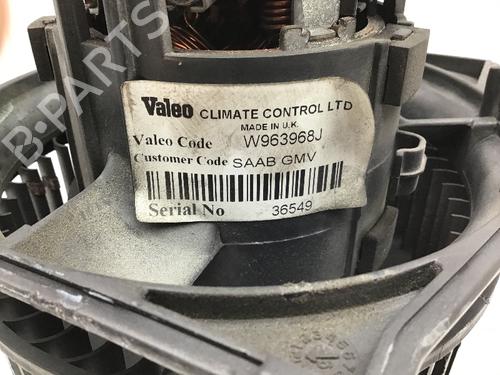 Valeo CLIMATE CONTROL LTD
MADE IN U.K.
Valeo Code W963968J
Customer Code SAAB GMV
Serial No 36549
B-PARTS